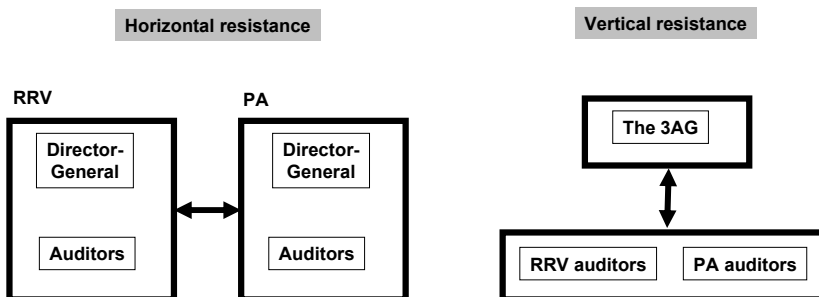 Horizontal resistance
Vertical resistance
RRV
PA
Director-
General
Director-
General
Auditors
Auditors
The 3AG
RRV auditors
PA auditors